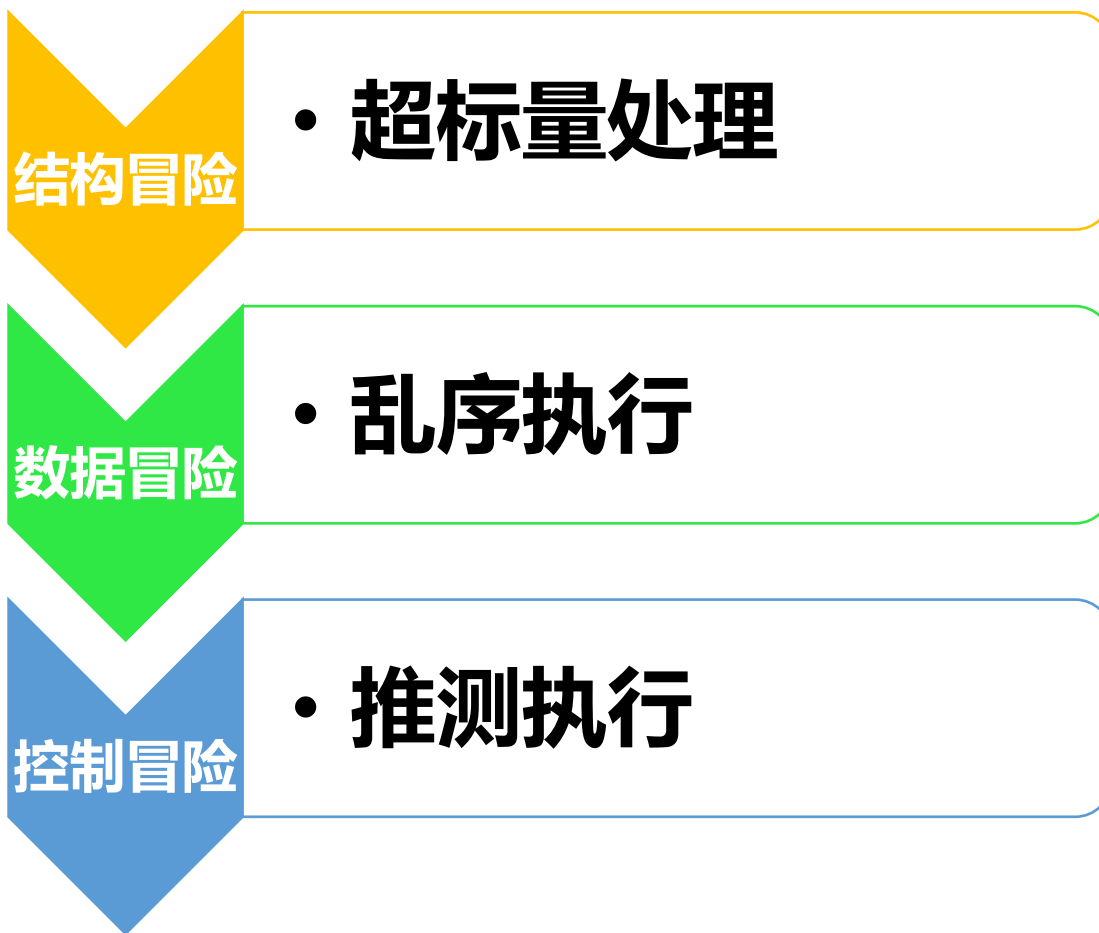 结构冒险
• 超标量处理
数据冒险
• 乱序执行
控制冒险
• 推测执行